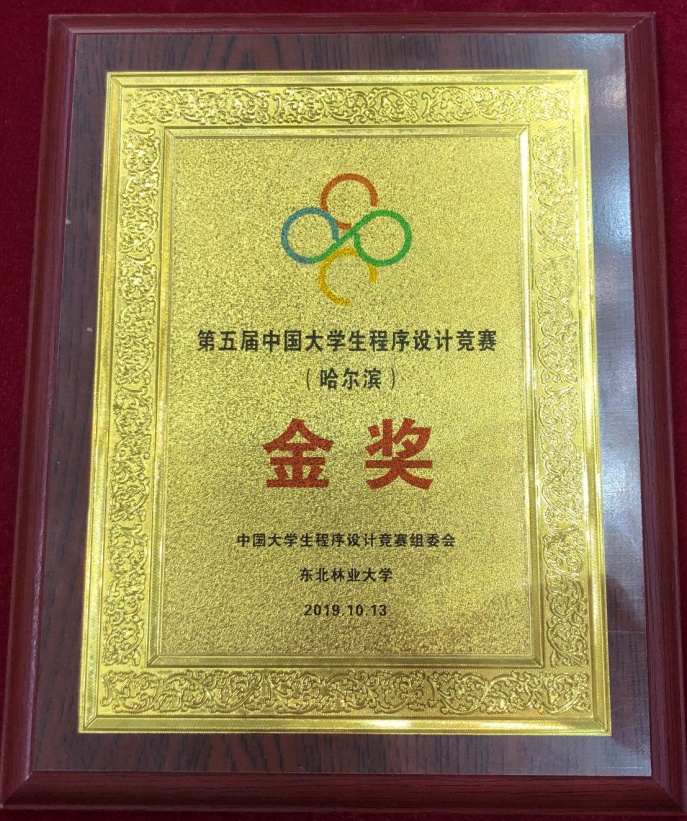 第五届中国大学生程序设计竞赛
（哈尔滨）
金奖
中国大学生程序设计竞赛组委会
东北林业大学
2019.10.13